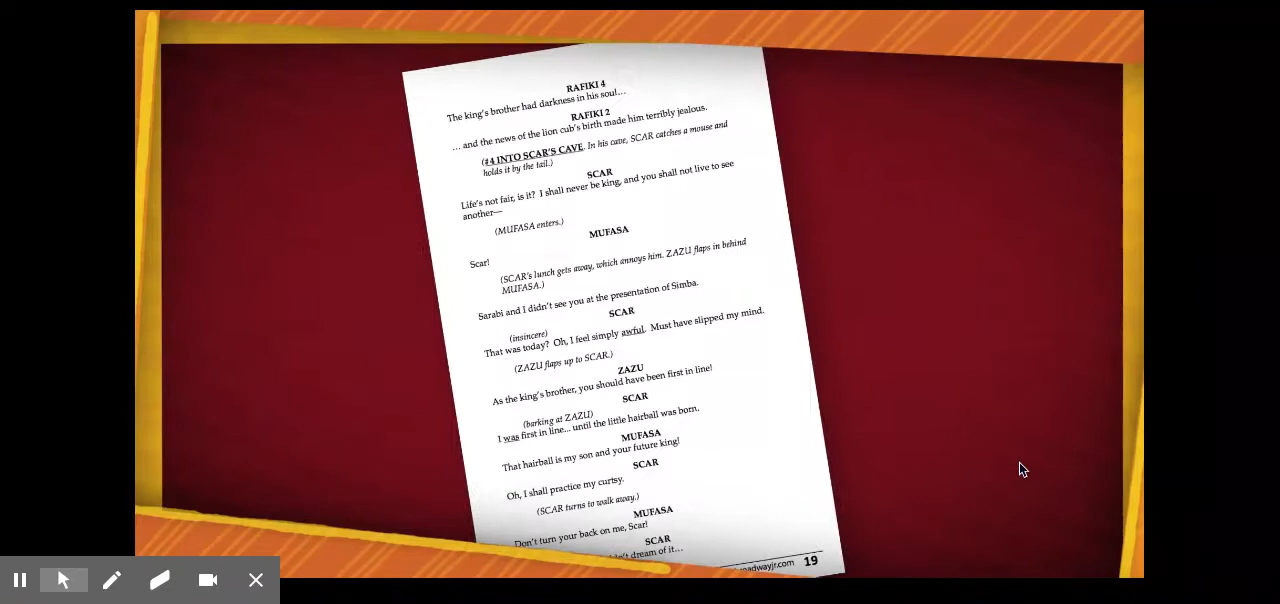 RAFIKI 4
The king's brother had darkness in his soul…
RAFIKI 2
… and the news of the lion cub's birth made him terribly jealous.
(#4 INTO SCAR'S CAVE. In his cave, SCAR catches a mouse and
holds it by the tail.)
SCAR
Life's not fair, is it? I shall never be king, and you shall not live to see
another—
(MUFASA enters.)
MUFASA
Scar!
(SCAR's lunch gets away, which annoys him. ZAZU flaps in behind
MUFASA.)
Sarabi and I didn't see you at the presentation of Simba.
SCAR
(insincere)
That was today? Oh, I feel simply awful. Must have slipped my mind.
(ZAZU flaps up to SCAR.)
ZAZU
As the king's brother, you should have been first in line!
SCAR
(barking at ZAZU)
I was first in line... until the little hairball was born.
MUFASA
That hairball is my son and your future king!
SCAR
Oh, I shall practice my curtsy.
(SCAR turns to walk away.)
MUFASA
Don't turn your back on me, Scar!
SCAR
dream of it…
19